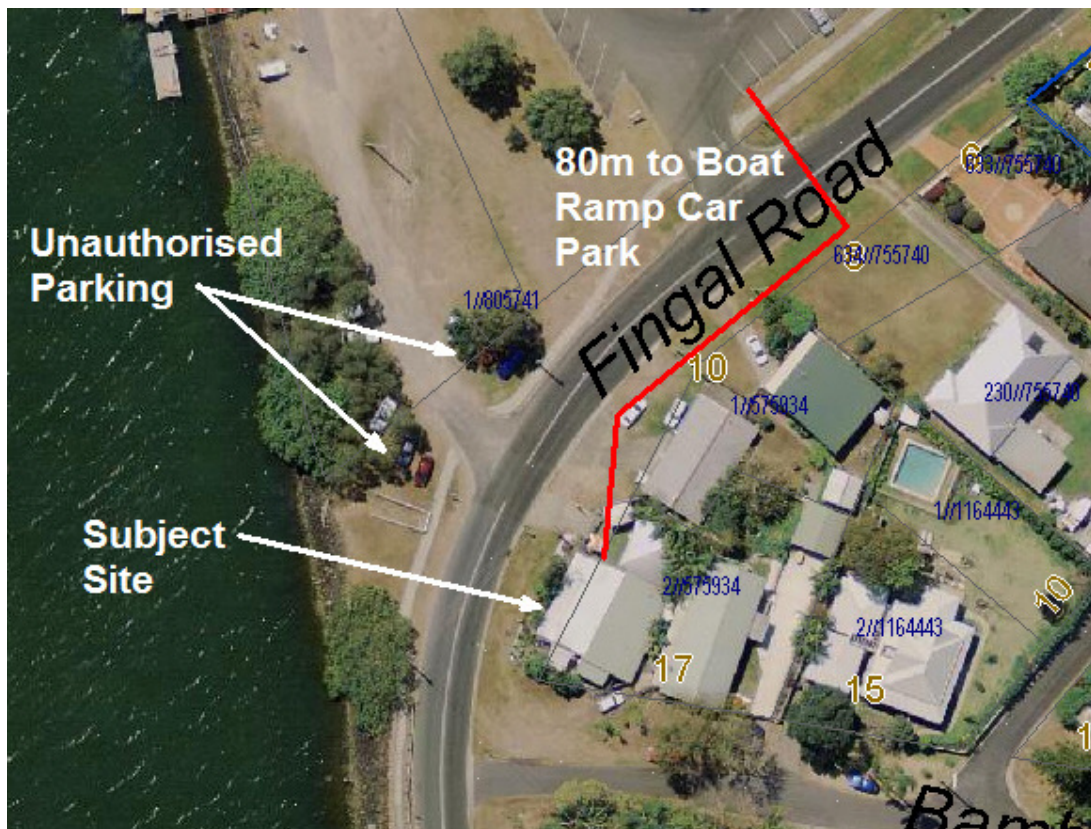 80m to Boat
Ramp Car
Park
Fingal Road
Unauthorised
Parking
Subject
Site
1//805741
6
633//755740
8
634//755740
10
1//575934
230//755740
1//1164443
2//575934
2//1164443
10
17
15
1